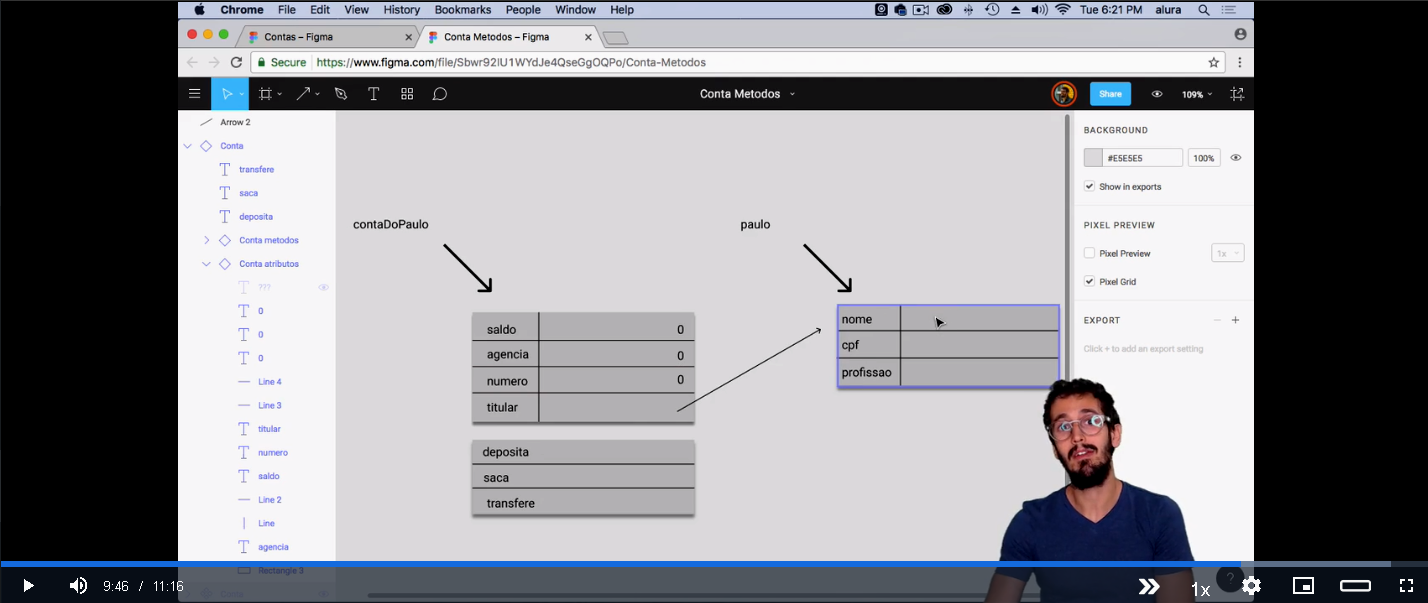 Chrome File Edit View History Bookmarks People Window Help Tue 6:21 PM alura
Contas – Figma
Conta Metodos – Figma
Secure https://www.figma.com/file/Sbwr92IU1WYdJe4QseGgOQPo/Conta-Metodos
Conta Metodos
Share
109%
Arrow 2
Conta
transfere
saca
deposita
Conta metodos
Conta atributos
???
0
0
0
Line 4
Line 3
titular
numero
saldo
Line 2
Line
agencia
Rectangle 3
contaDoPaulo
saldo 0
agencia 0
numero 0
titular
deposita
saca
transfere
paulo
nome
cpf
profissao
BACKGROUND
#E5E5E5 100%
Show in exports
PIXEL PREVIEW
Pixel Preview 1x
Pixel Grid
EXPORT
Click + to add an export setting
?
9:46 / 11:16
1x